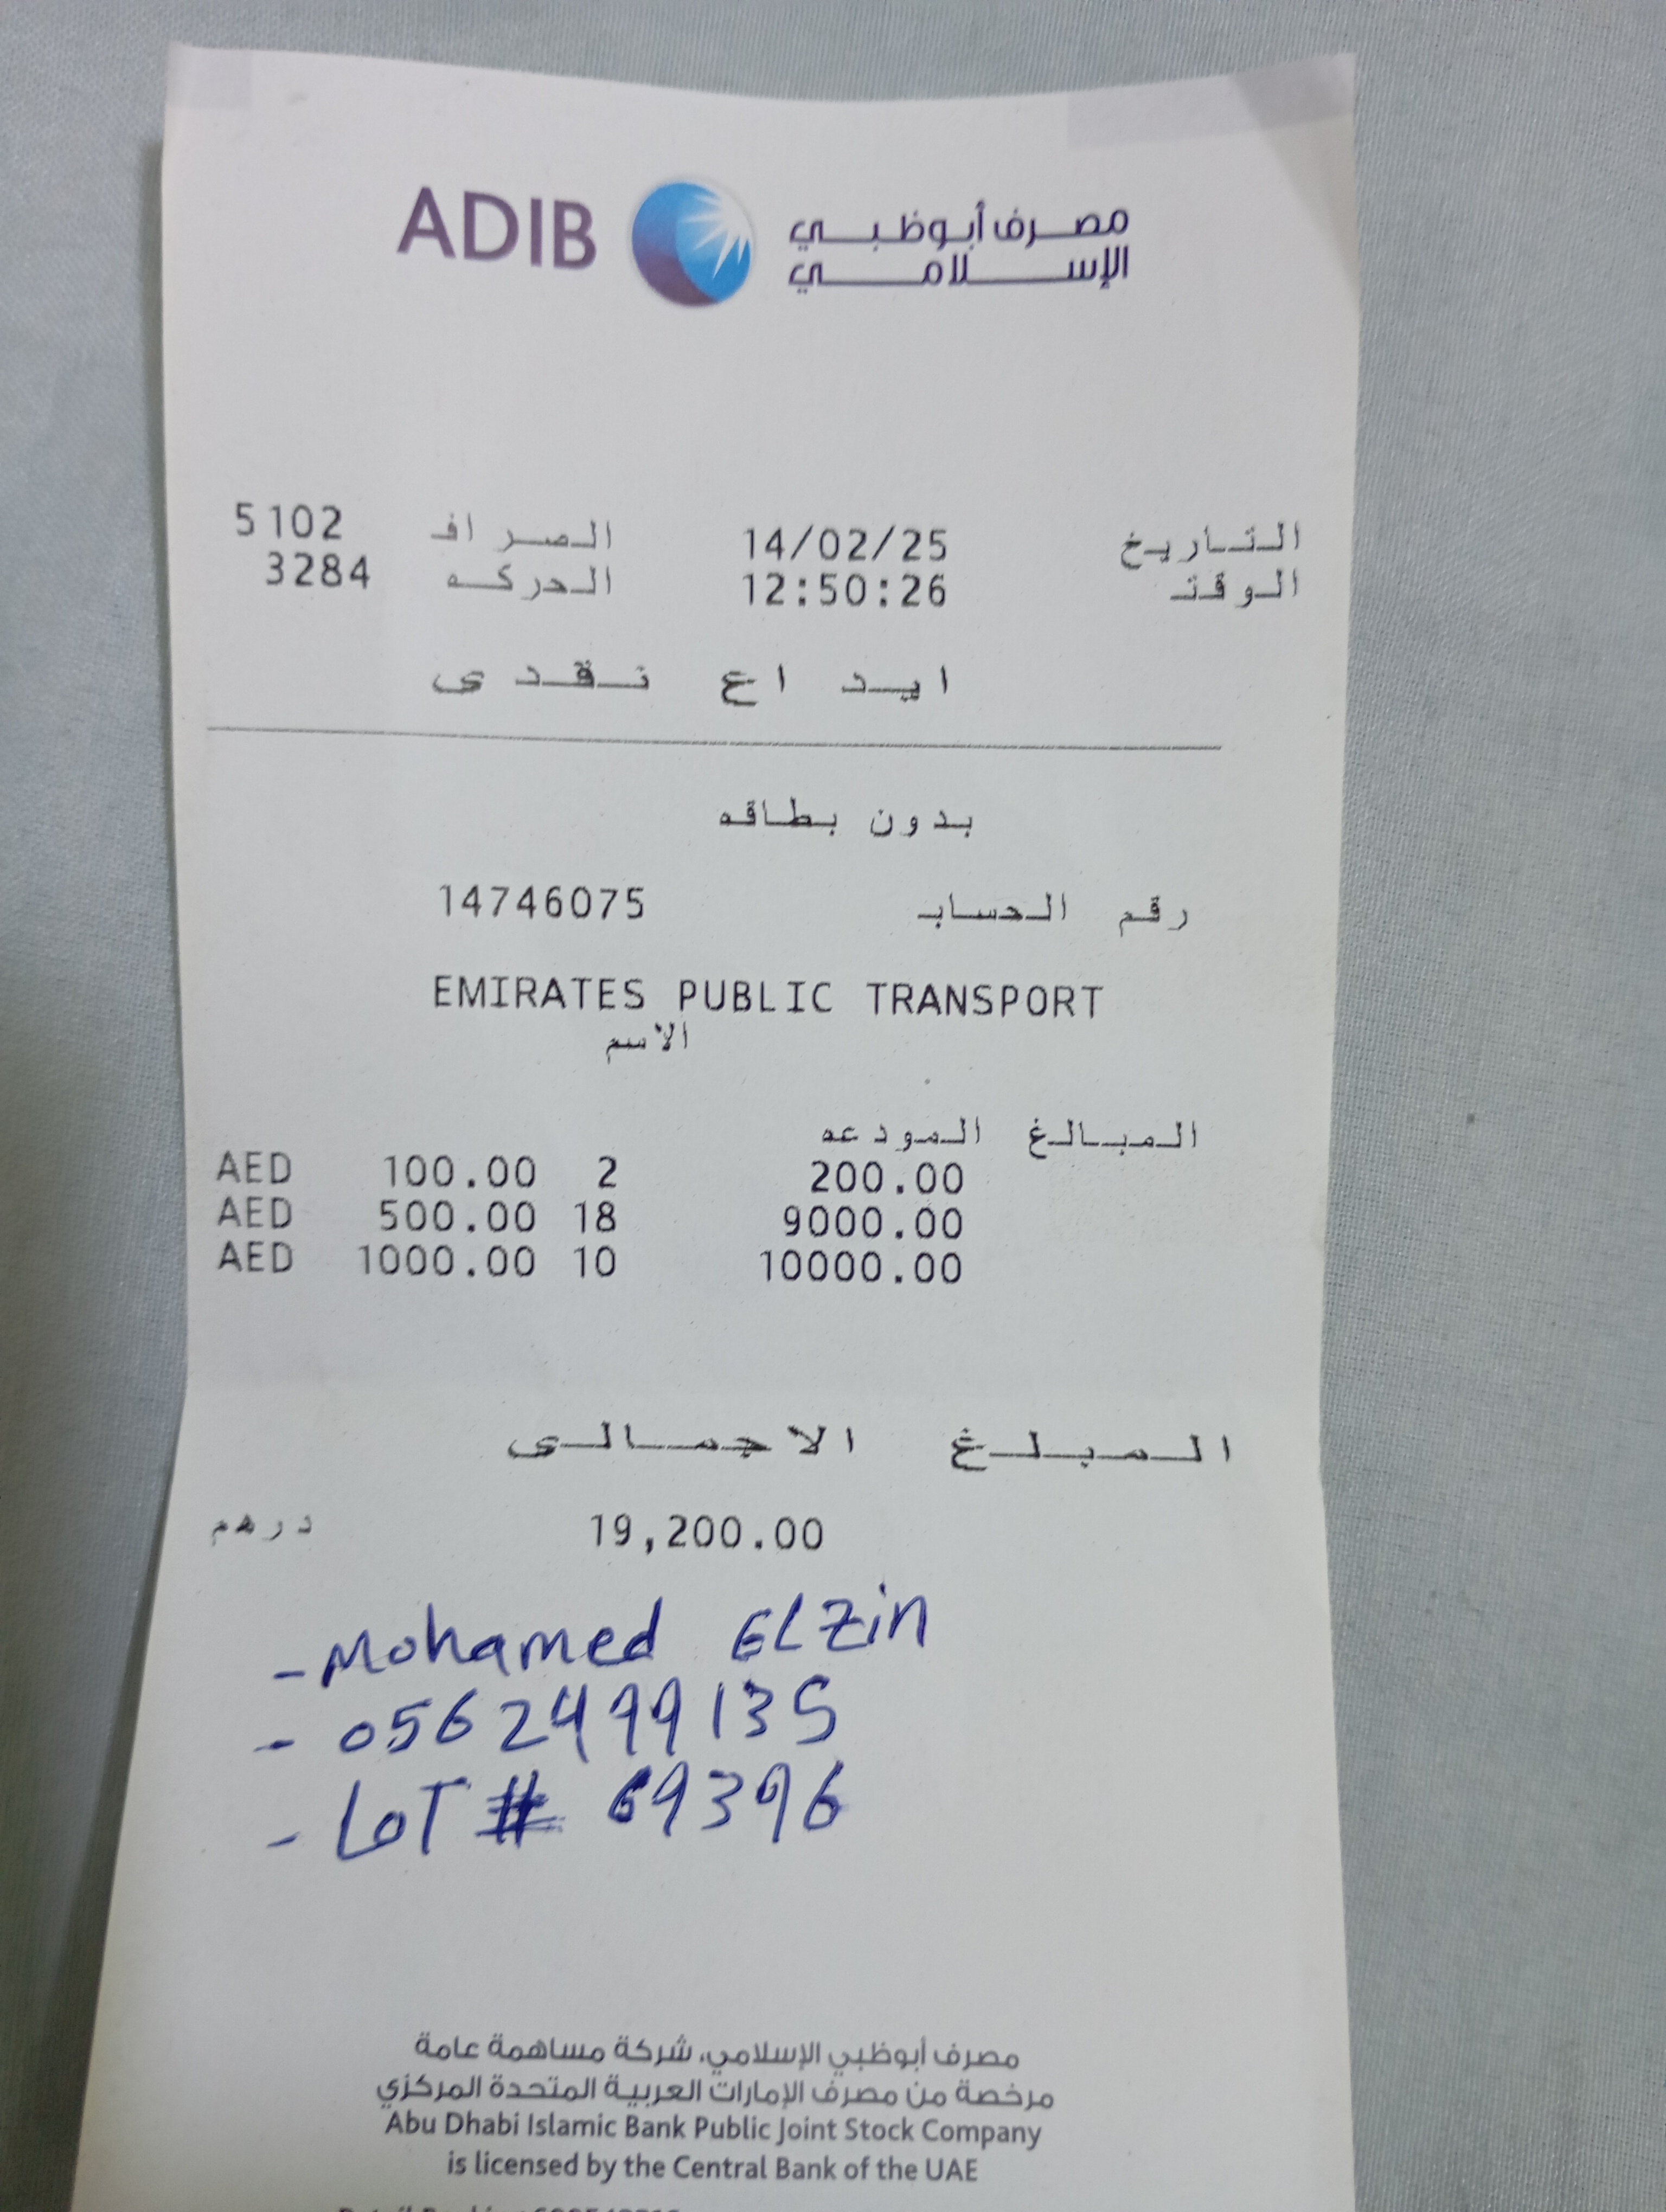 ADIB مصرف أبوظبي الإسلامي
التاريخ 14/02/25 الصراف 5102
الوقت 12:50:26 الحركه 3284
ايداع نقدى
بدون بطاقه
رقم الحساب 14746075
EMIRATES PUBLIC TRANSPORT
الاسم
المبالغ المودعه
AED 100.00 2 200.00
AED 500.00 18 9000.00
AED 1000.00 10 10000.00
المبلغ الاجمالى
19,200.00 درهم
- Mohamed ELZin
- 0562499135
- LOT # 69396
مصرف أبوظبي الإسلامي، شركة مساهمة عامة
مرخصة من مصرف الإمارات العربية المتحدة المركزي
Abu Dhabi Islamic Bank Public Joint Stock Company
is licensed by the Central Bank of the UAE